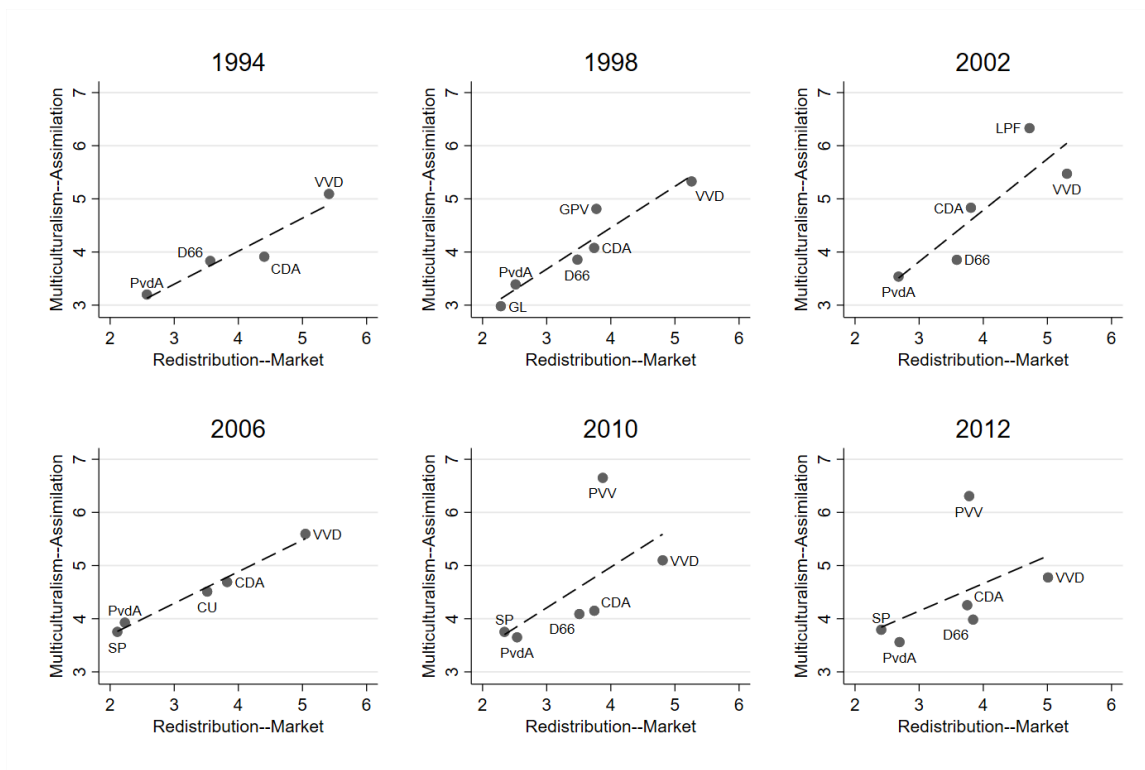 1994
Multiculturalism--Assimilation
7
6
5
4
3
VVD
D66
CDA
PvdA
2 3 4 5 6
Redistribution--Market
1998
Multiculturalism--Assimilation
7
6
5
4
3
VVD
GPV
CDA
D66
PvdA
GL
2 3 4 5 6
Redistribution--Market
2002
Multiculturalism--Assimilation
7
6
5
4
3
LPF
VVD
CDA
D66
PvdA
2 3 4 5 6
Redistribution--Market
2006
Multiculturalism--Assimilation
7
6
5
4
3
VVD
CDA
CU
PvdA
SP
2 3 4 5 6
Redistribution--Market
2010
Multiculturalism--Assimilation
7
6
5
4
3
PVV
VVD
CDA
SP
D66
PvdA
2 3 4 5 6
Redistribution--Market
2012
Multiculturalism--Assimilation
7
6
5
4
3
PVV
VVD
CDA
SP
D66
PvdA
2 3 4 5 6
Redistribution--Market